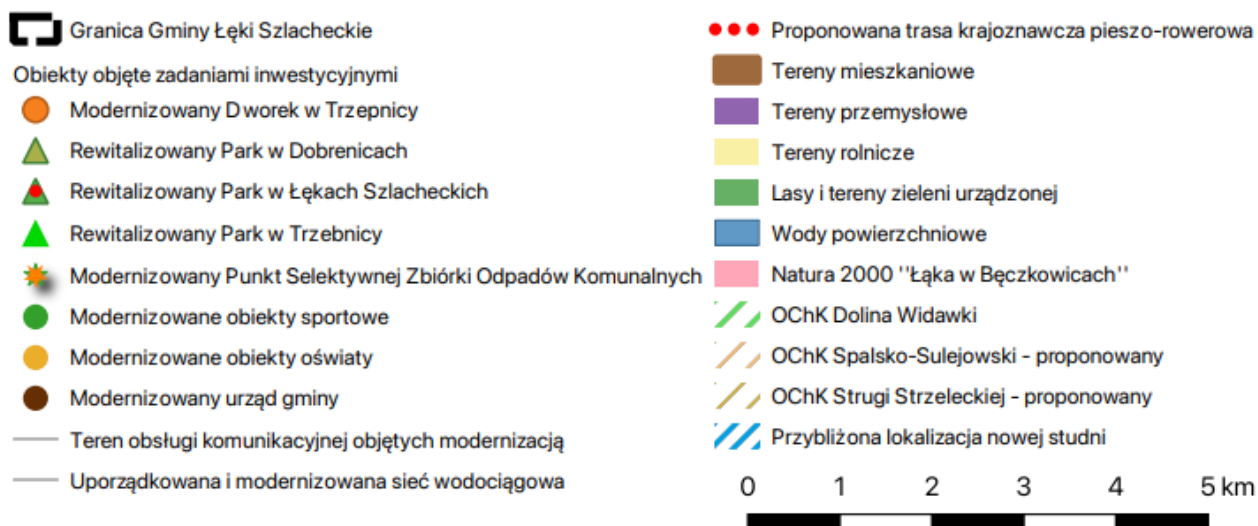 Granica Gminy Łęki Szlacheckie
Obiekty objęte zadaniami inwestycyjnymi
Modernizowany Dworek w Trzepnicy
Rewitalizowany Park w Dobrenicach
Rewitalizowany Park w Łękach Szlacheckich
Rewitalizowany Park w Trzebnicy
Modernizowany Punkt Selektywnej Zbiórki Odpadów Komunalnych
Modernizowane obiekty sportowe
Modernizowane obiekty oświaty
Modernizowany urząd gminy
Teren obsługi komunikacyjnej objętych modernizacją
Uporządkowana i modernizowana sieć wodociągowa
Proponowana trasa krajoznawcza pieszo-rowerowa
Tereny mieszkaniowe
Tereny przemysłowe
Tereny rolnicze
Lasy i tereny zieleni urządzonej
Wody powierzchniowe
Natura 2000 ''Łąka w Bęczkowicach''
OChK Dolina Widawki
OChK Spalsko-Sulejowski - proponowany
OChK Strugi Strzeleckiej - proponowany
Przybliżona lokalizacja nowej studni
0 1 2 3 4 5 km